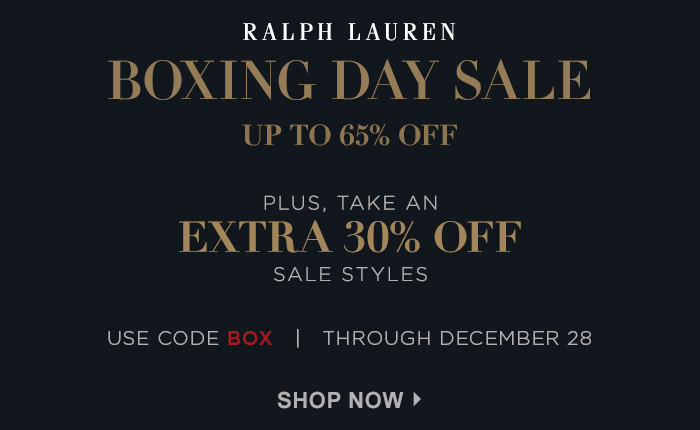 RALPH LAUREN
BOXING DAY SALE
UP TO 65% OFF
PLUS, TAKE AN
EXTRA 30% OFF
SALE STYLES
USE CODE BOX | THROUGH DECEMBER 28
SHOP NOW